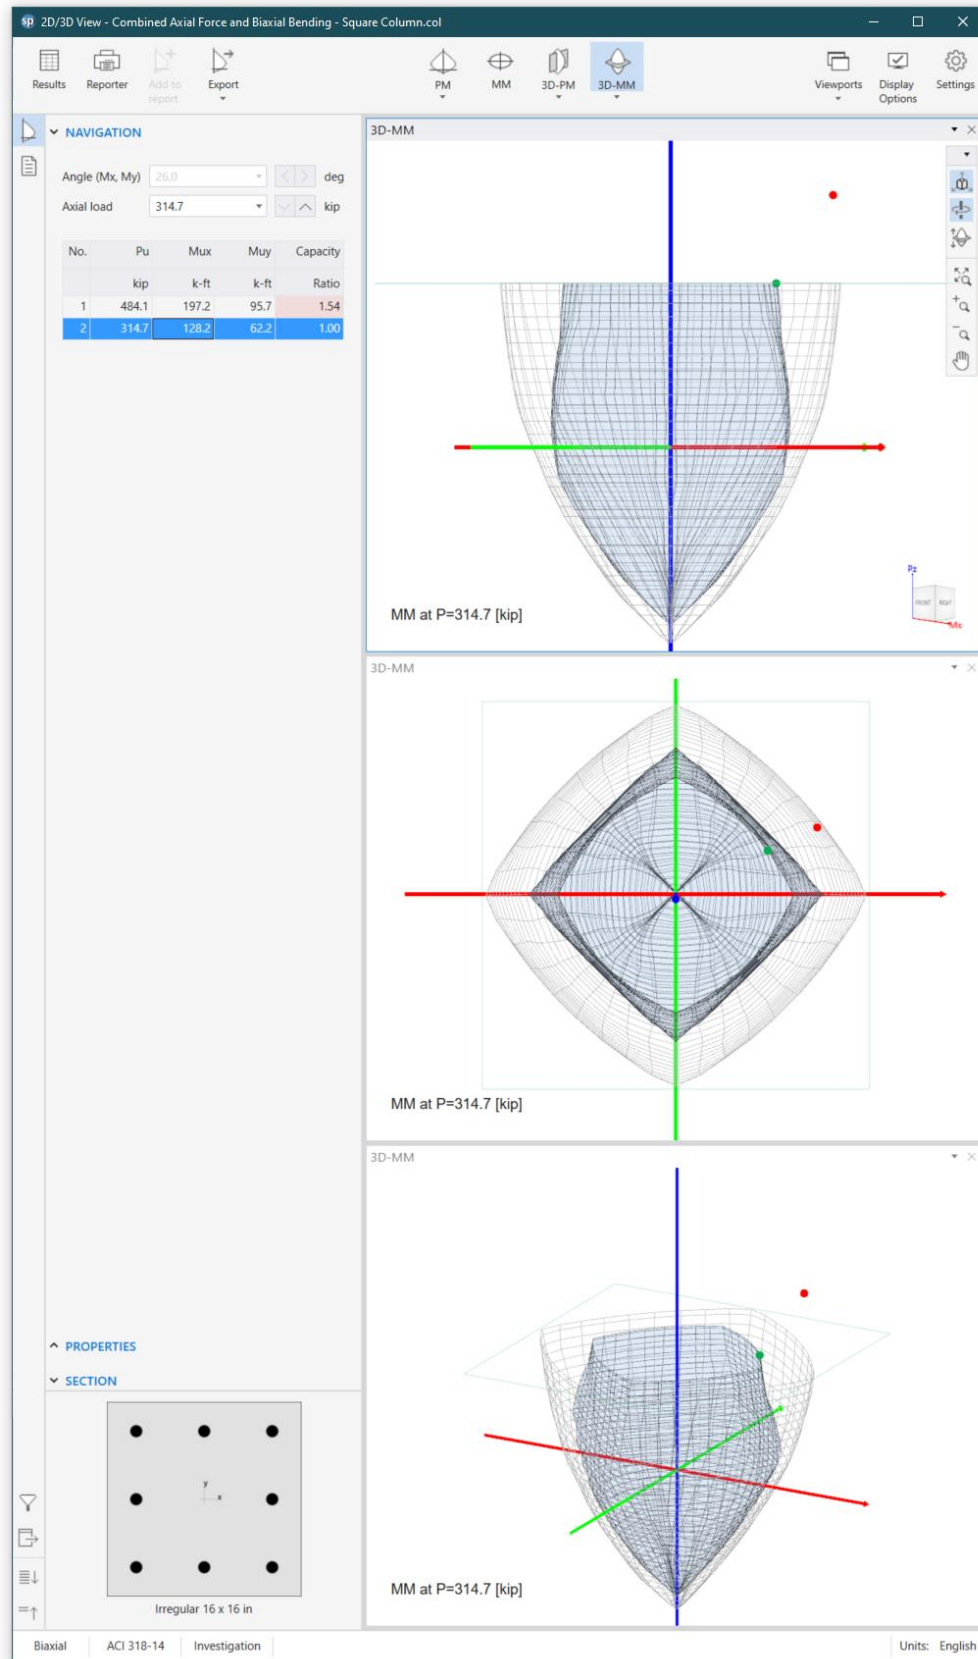 sp 2D/3D View - Combined Axial Force and Biaxial Bending - Square Column.col
Results Reporter Add to report Export PM MM 3D-PM 3D-MM Viewports Display Options Settings
NAVIGATION
Angle (Mx, My) 26.0 deg
Axial load 314.7 kip
No. Pu Mux Muy Capacity
kip k-ft k-ft Ratio
1 484.1 197.2 95.7 1.54
2 314.7 128.2 62.2 1.00
3D-MM
Pz
FRONT RIGHT
Mx
MM at P=314.7 [kip]
3D-MM
MM at P=314.7 [kip]
3D-MM
MM at P=314.7 [kip]
PROPERTIES
SECTION
y
x
Irregular 16 x 16 in
Biaxial ACI 318-14 Investigation Units: English